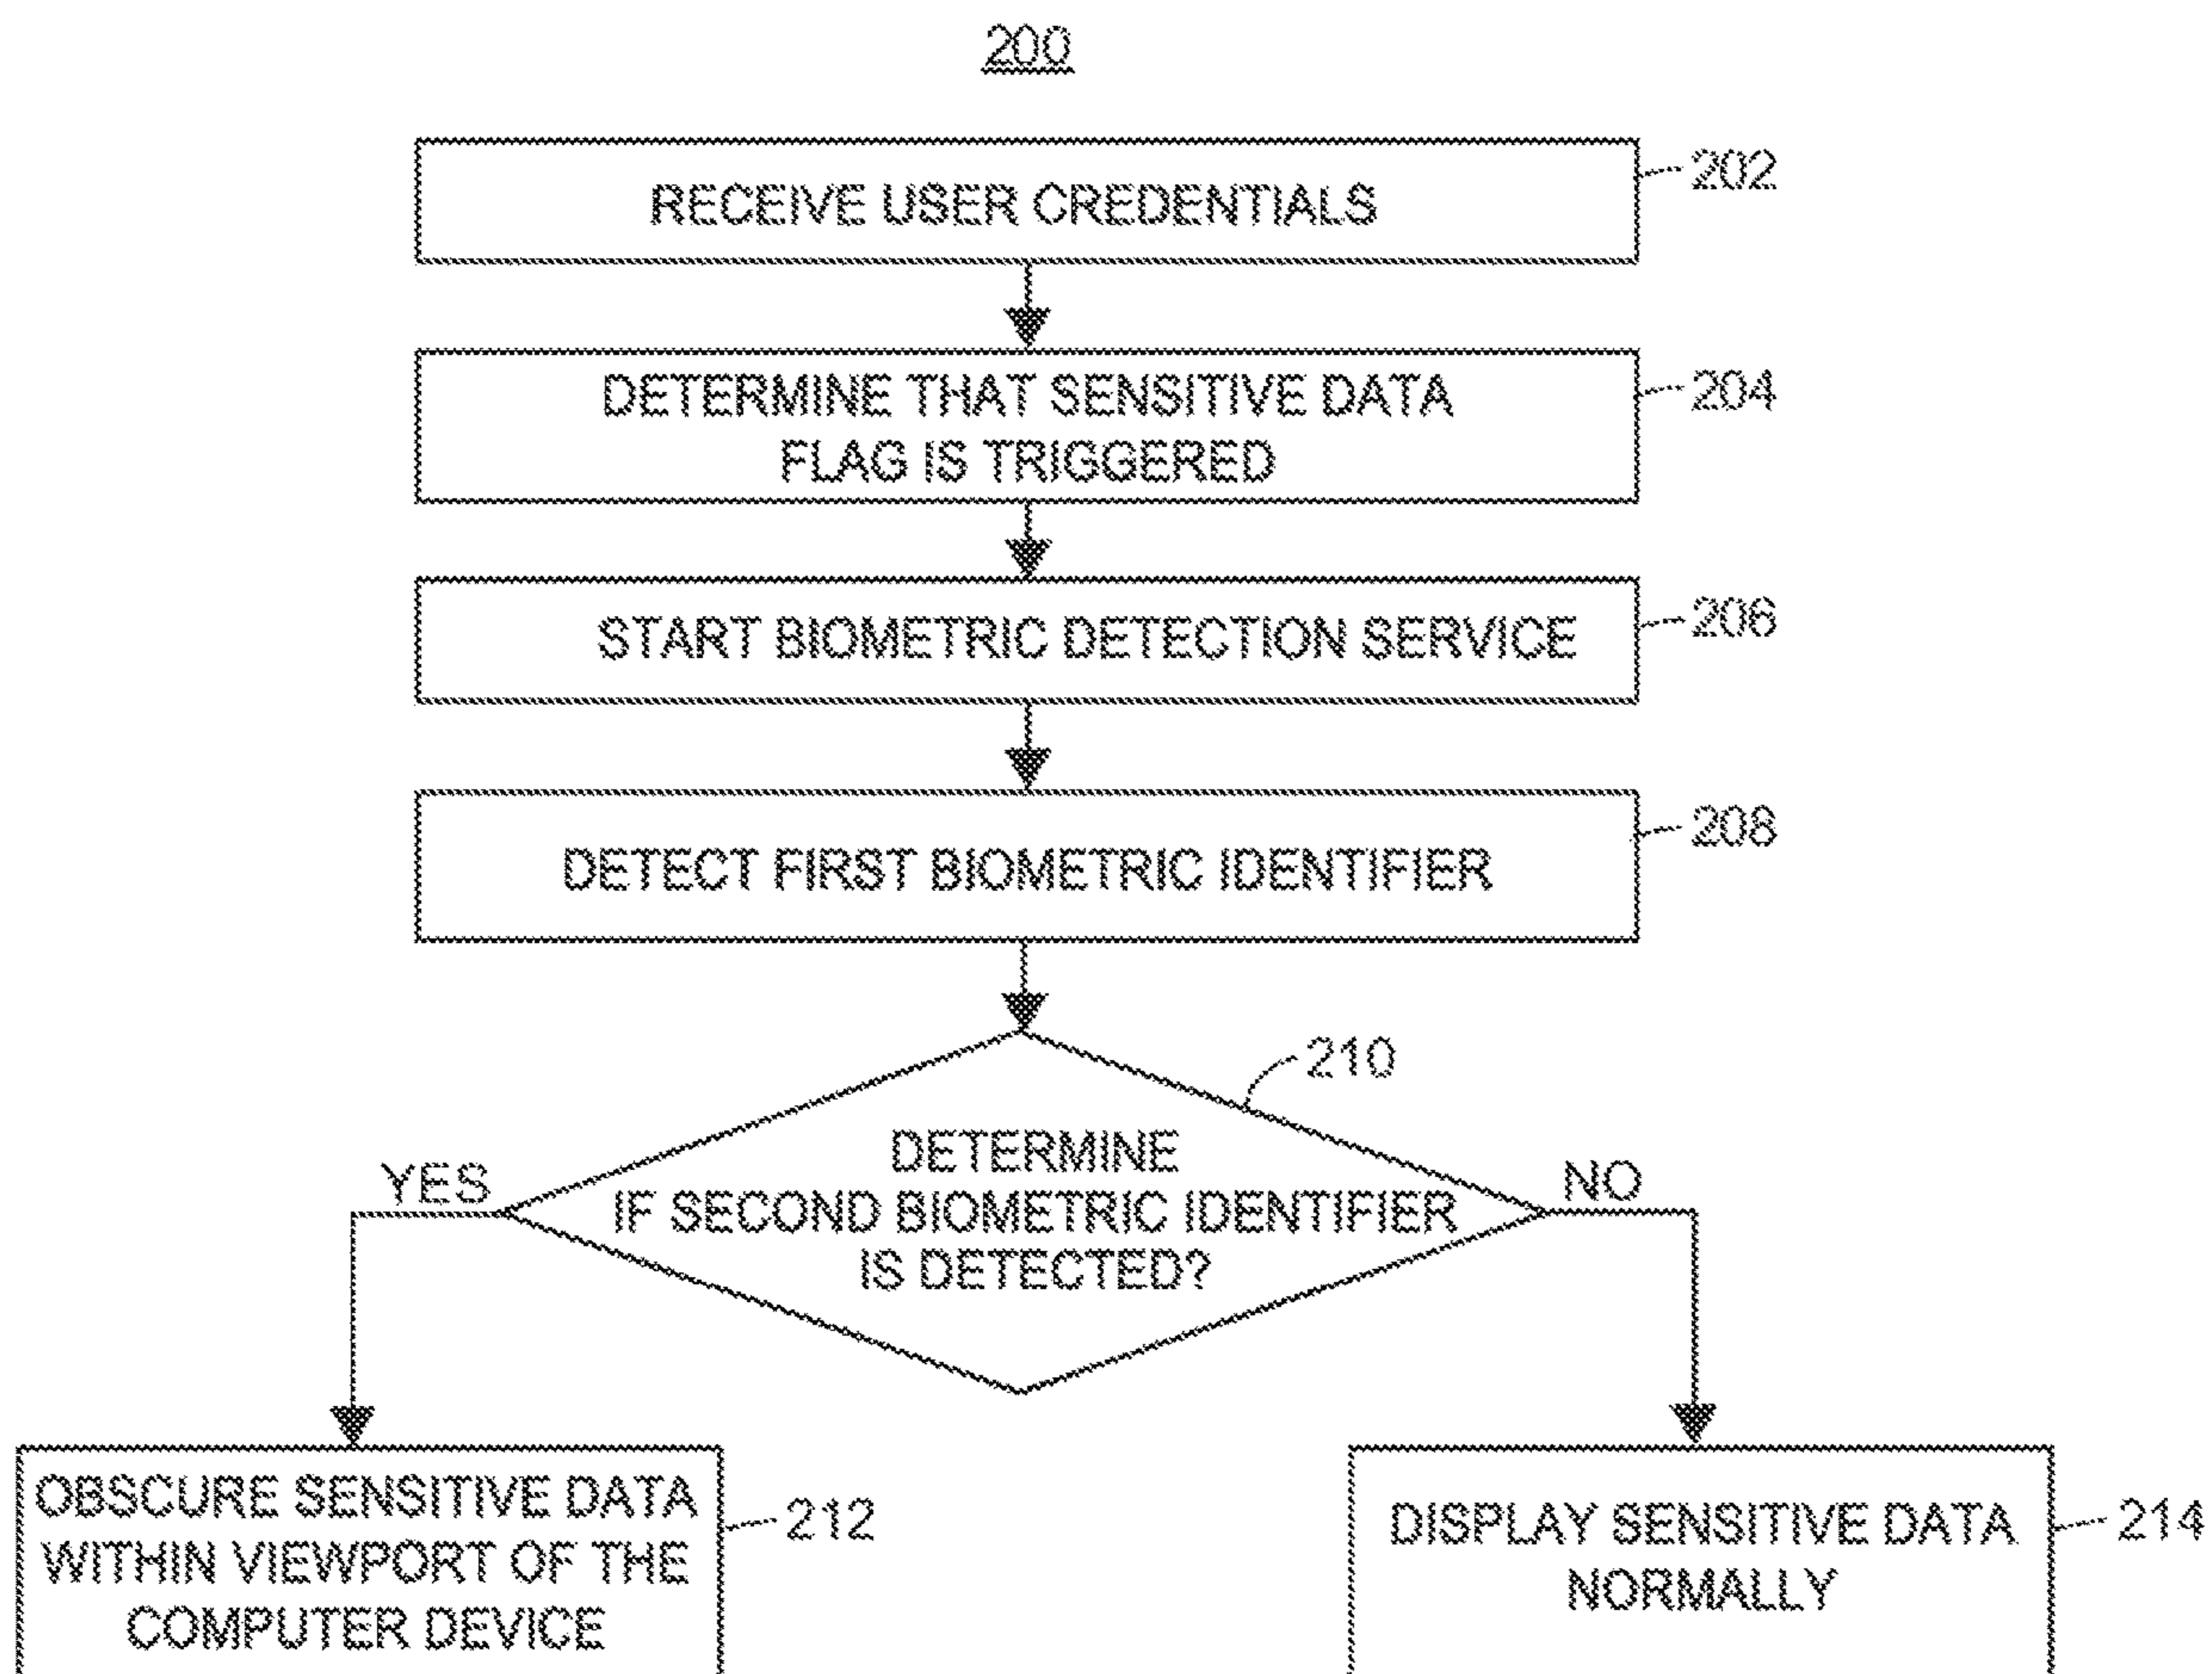 200
RECEIVE USER CREDENTIALS
202
DETERMINE THAT SENSITIVE DATA
FLAG IS TRIGGERED
204
START BIOMETRIC DETECTION SERVICE
206
DETECT FIRST BIOMETRIC IDENTIFIER
208
210
DETERMINE
IF SECOND BIOMETRIC IDENTIFIER
IS DETECTED?
YES
NO
OBSCURE SENSITIVE DATA
WITHIN VIEWPORT OF THE
COMPUTER DEVICE
212
DISPLAY SENSITIVE DATA
NORMALLY
214